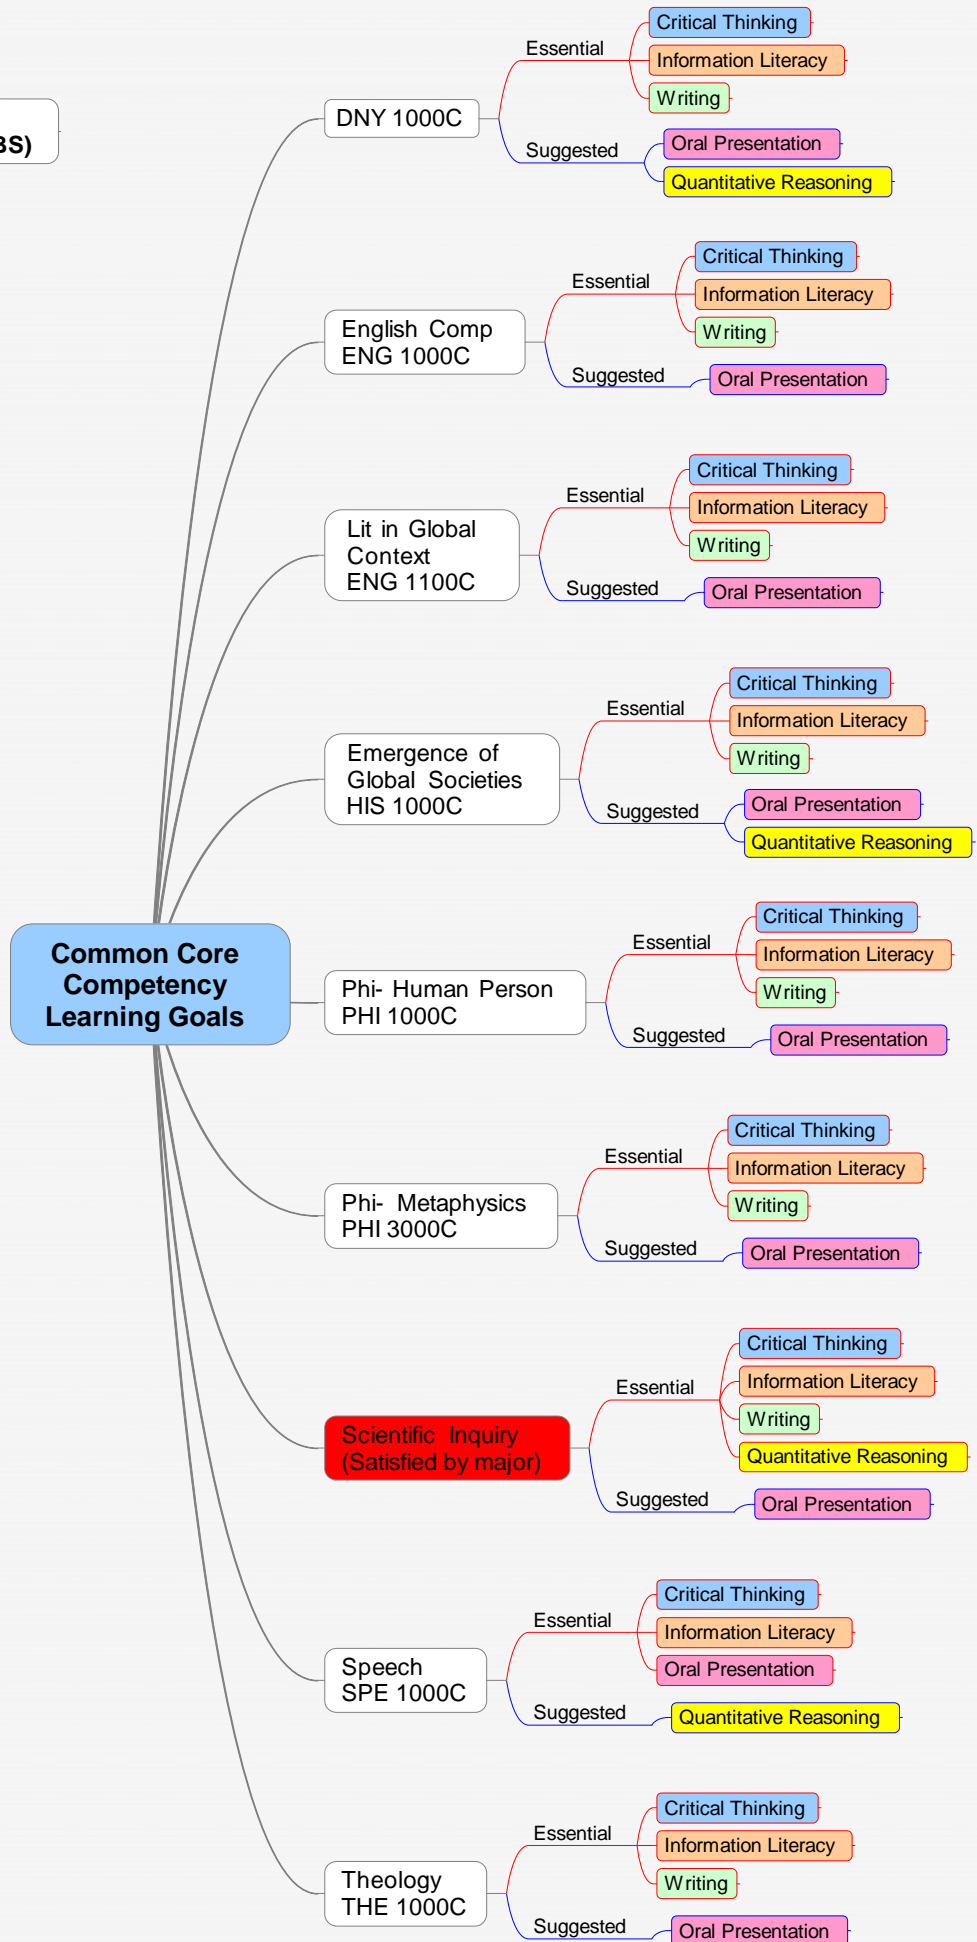 BS)
DNY 1000C
Essential
Critical Thinking
Information Literacy
Writing
Suggested
Oral Presentation
Quantitative Reasoning
English Comp
ENG 1000C
Essential
Critical Thinking
Information Literacy
Writing
Suggested
Oral Presentation
Lit in Global
Context
ENG 1100C
Essential
Critical Thinking
Information Literacy
Writing
Suggested
Oral Presentation
Emergence of
Global Societies
HIS 1000C
Essential
Critical Thinking
Information Literacy
Writing
Suggested
Oral Presentation
Quantitative Reasoning
Common Core
Competency
Learning Goals
Phi- Human Person
PHI 1000C
Essential
Critical Thinking
Information Literacy
Writing
Suggested
Oral Presentation
Phi- Metaphysics
PHI 3000C
Essential
Critical Thinking
Information Literacy
Writing
Suggested
Oral Presentation
Scientific Inquiry
(Satisfied by major)
Essential
Critical Thinking
Information Literacy
Writing
Quantitative Reasoning
Suggested
Oral Presentation
Speech
SPE 1000C
Essential
Critical Thinking
Information Literacy
Oral Presentation
Suggested
Quantitative Reasoning
Theology
THE 1000C
Essential
Critical Thinking
Information Literacy
Writing
Suggested
Oral Presentation